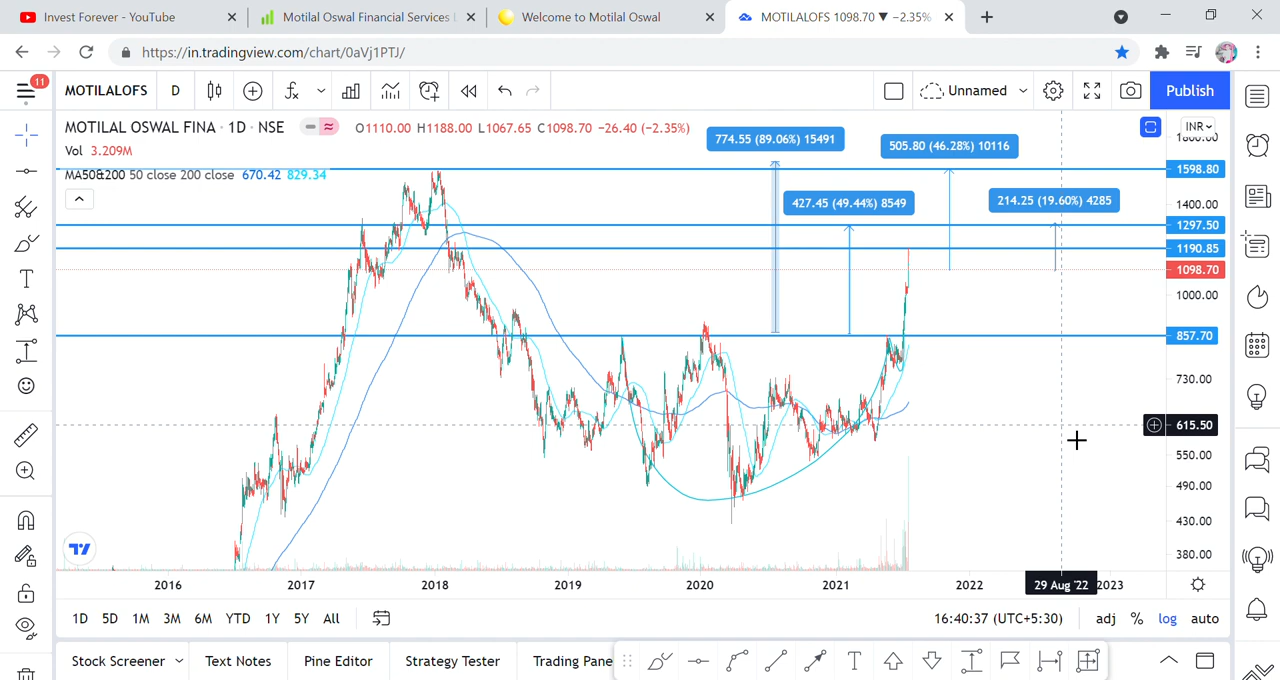 Invest Forever - YouTube
Motilal Oswal Financial Services L
Welcome to Motilal Oswal
MOTILALOFS 1098.70 ▼ −2.35%
https://in.tradingview.com/chart/0aVj1PTJ/
11
MOTILALOFS
D
Unnamed
Publish
MOTILAL OSWAL FINA · 1D · NSE
O1110.00 H1188.00 L1067.65 C1098.70 −26.40 (−2.35%)
INR
Vol 3.209M
MA50&200 50 close 200 close 670.42 829.34
774.55 (89.06%) 15491
505.80 (46.28%) 10116
427.45 (49.44%) 8549
214.25 (19.60%) 4285
1598.80
1400.00
1297.50
1190.85
1098.70
1000.00
857.70
730.00
615.50
550.00
490.00
430.00
380.00
2016
2017
2018
2019
2020
2021
2022
29 Aug '22
2023
1D 5D 1M 3M 6M YTD 1Y 5Y All
16:40:37 (UTC+5:30)
adj % log auto
Stock Screener
Text Notes
Pine Editor
Strategy Tester
Trading Pane